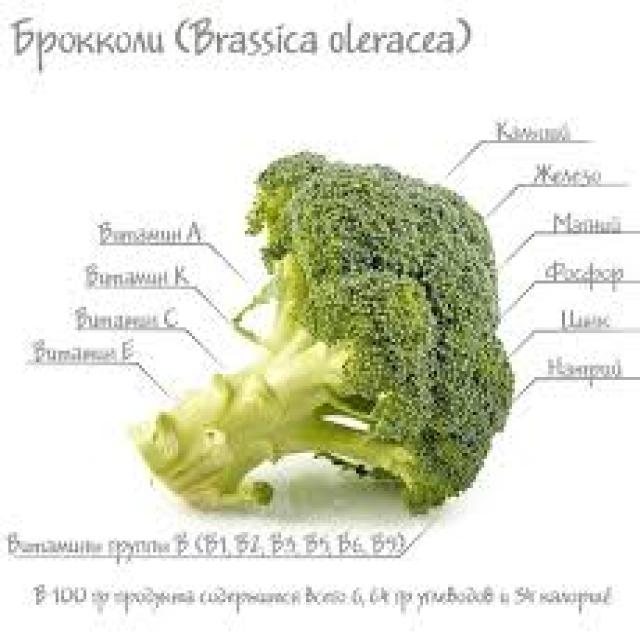 Брокколи (Brassica oleracea)
Кальций
Железо
Магний
Фосфор
Цинк
Натрий
Витамин А
Витамин К
Витамин С
Витамин Е
Витамины группы В (В1, В2, В3, В5, В6, В9)
В 100 гр продукта содержится всего 6,64 гр углеводов и 34 калории!